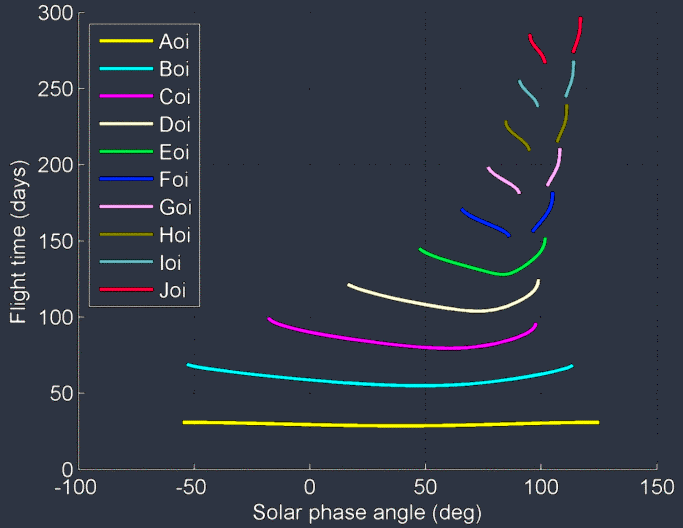 300
250
200
150
100
50
0
Flight time (days)
Aoi
Boi
Coi
Doi
Eoi
Foi
Goi
Hoi
Ioi
Joi
-100 -50 0 50 100 150
Solar phase angle (deg)